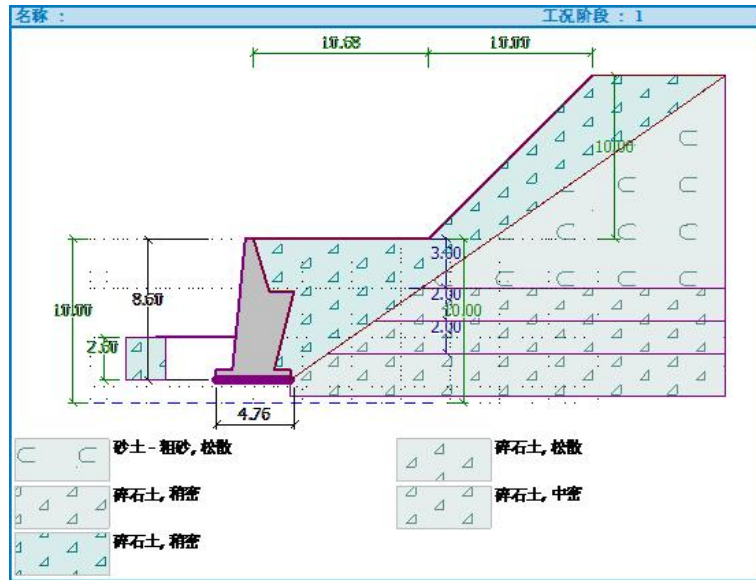 名称 : 工况阶段 : 1
10.68 10.00
10.00
3.00
10.00 8.60 2.00 10.00
2.60 2.00
4.76
砂土-粗砂,松散 碎石土,松散
碎石土,稍密 碎石土,中密
碎石土,稍密